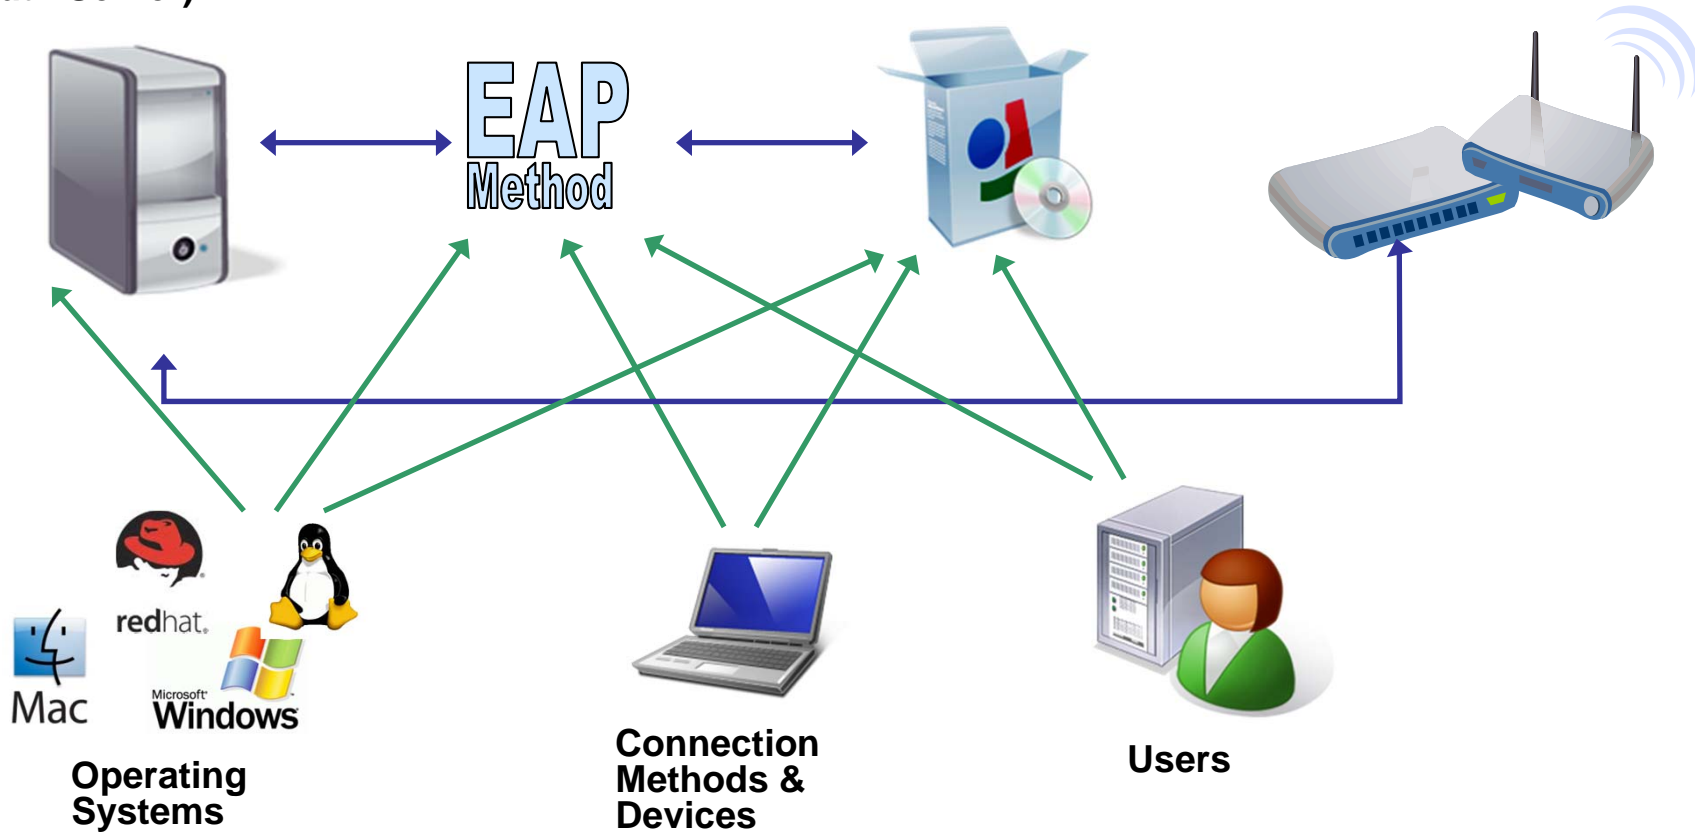 EAP
Method
redhat.
Mac
Microsoft
Windows
Operating
Systems
Connection
Methods &
Devices
Users